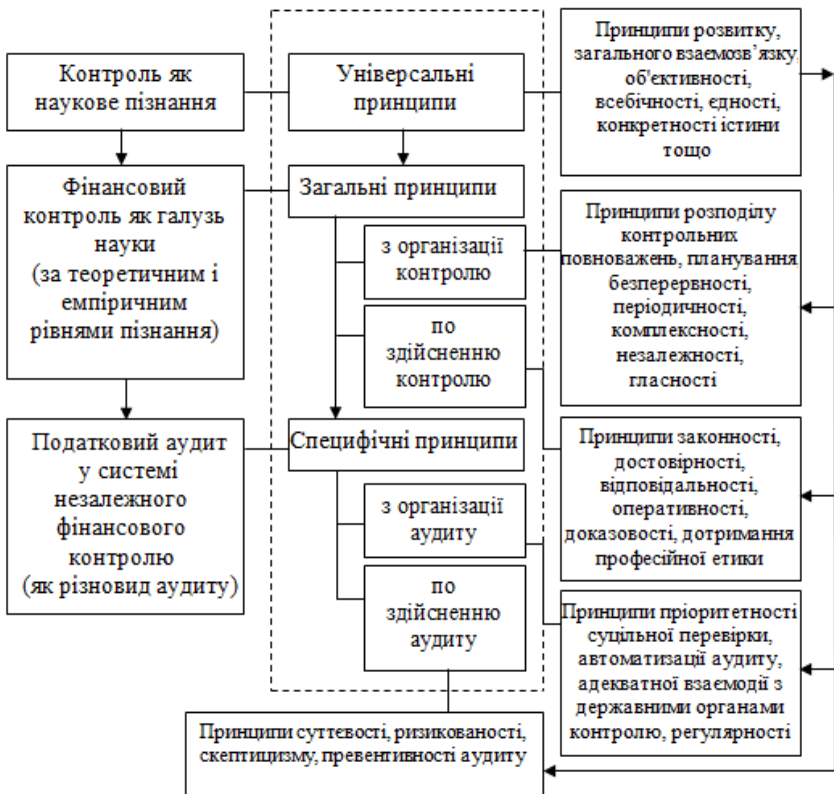 Контроль як
наукове пізнання
Універсальні
принципи
Принципи розвитку,
загального взаємозв’язку,
об'єктивності,
всебічності, єдності,
конкретності істини
тощо
Фінансовий
контроль як галузь
науки
(за теоретичним і
емпіричним
рівнями пізнання)
Загальні принципи
з організації
контролю
по
здійсненню
контролю
Принципи розподілу
контрольних
повноважень, планування,
безперервності,
періодичності,
комплексності,
незалежності,
гласності
Податковий аудит
у системі
незалежного
фінансового
контролю
(як різновид аудиту)
Специфічні принципи
з організації
аудиту
по
здійсненню
аудиту
Принципи законності,
достовірності,
відповідальності,
оперативності,
доказовості, дотримання
професійної етики
Принципи пріоритетності
суцільної перевірки,
автоматизації аудиту,
адекватної взаємодії з
державними органами
контролю, регулярності
Принципи суттєвості, ризикованості,
скептицизму, превентивності аудиту